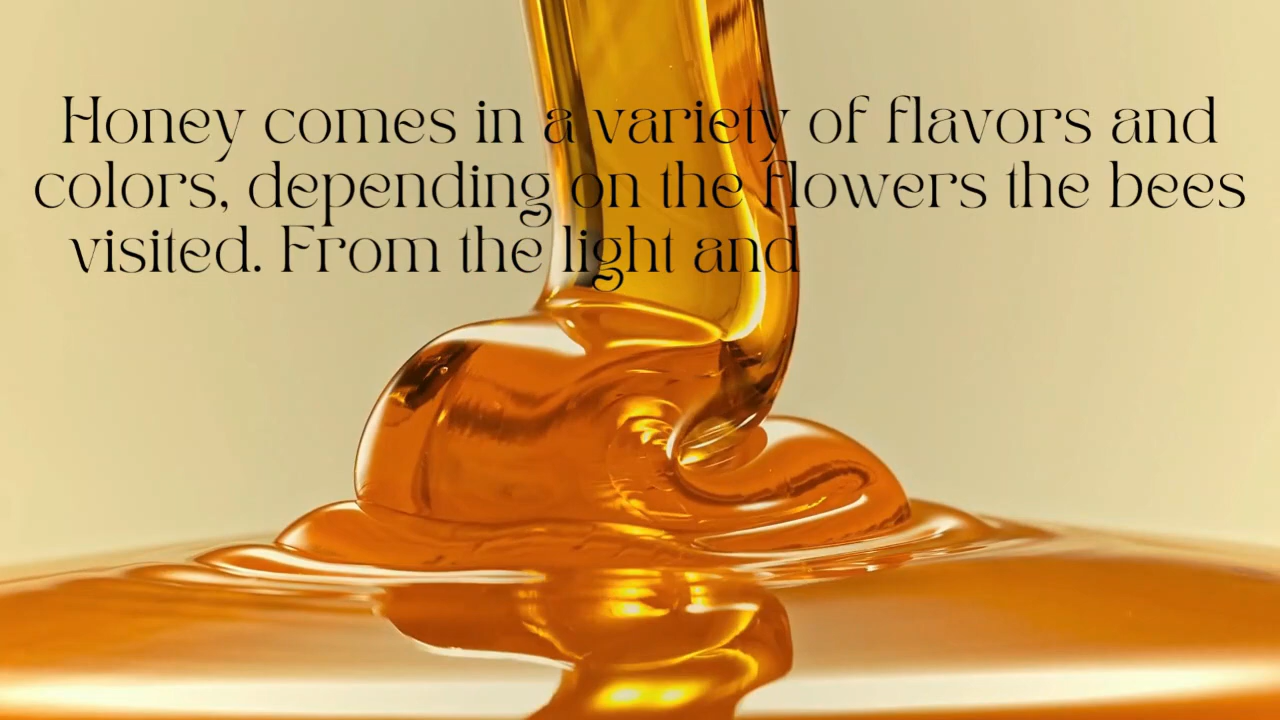 Honey comes in a variety of flavors and
colors, depending on the flowers the bees
visited. From the light and